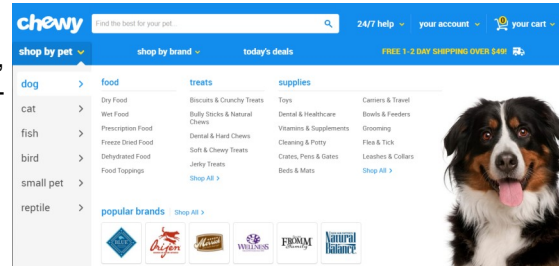 chewy
Find the best for your pet...
24/7 help
your account
0
your cart
shop by pet
shop by brand
today's deals
FREE 1-2 DAY SHIPPING OVER $49!
dog
cat
fish
bird
small pet
reptile
food
Dry Food
Wet Food
Prescription Food
Freeze Dried Food
Dehydrated Food
Food Toppings
treats
Biscuits & Crunchy Treats
Bully Sticks & Natural
Chews
Dental & Hard Chews
Soft & Chewy Treats
Jerky Treats
Shop All >
supplies
Toys
Dental & Healthcare
Vitamins & Supplements
Cleaning & Potty
Crates, Pens & Gates
Beds & Mats
Carriers & Travel
Bowls & Feeders
Grooming
Flea & Tick
Leashes & Collars
Shop All >
popular brands
Shop All >
BLUE
Orijen
Merrick
WELLNESS
FROMM
Family
Natural
Balance